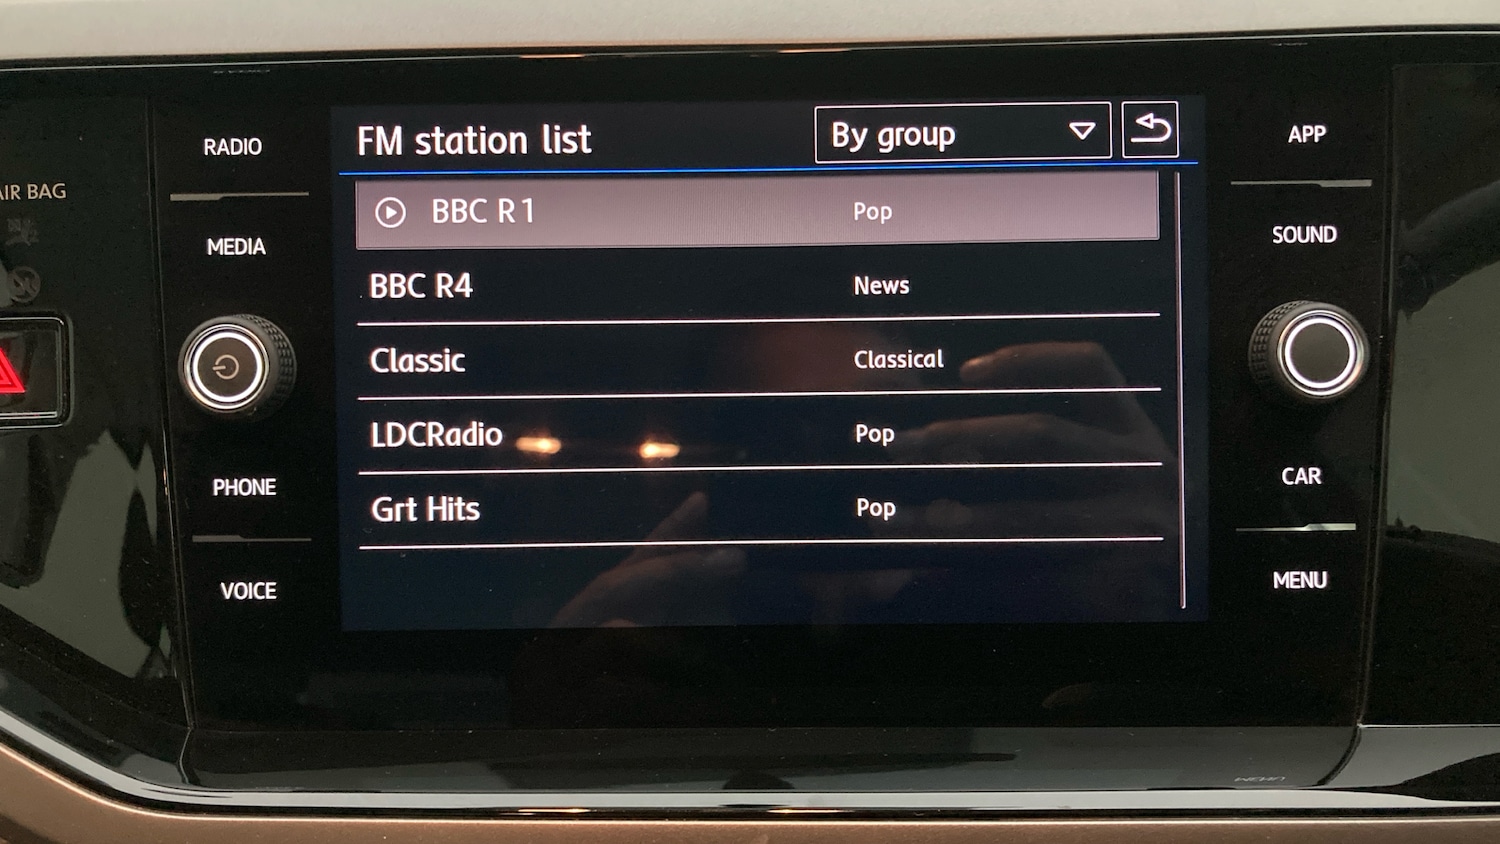 AIR BAG
RADIO
MEDIA
PHONE
VOICE
FM station list
By group
BBC R1 Pop
BBC R4 News
Classic Classical
LDCRadio Pop
Grt Hits Pop
APP
SOUND
CAR
MENU